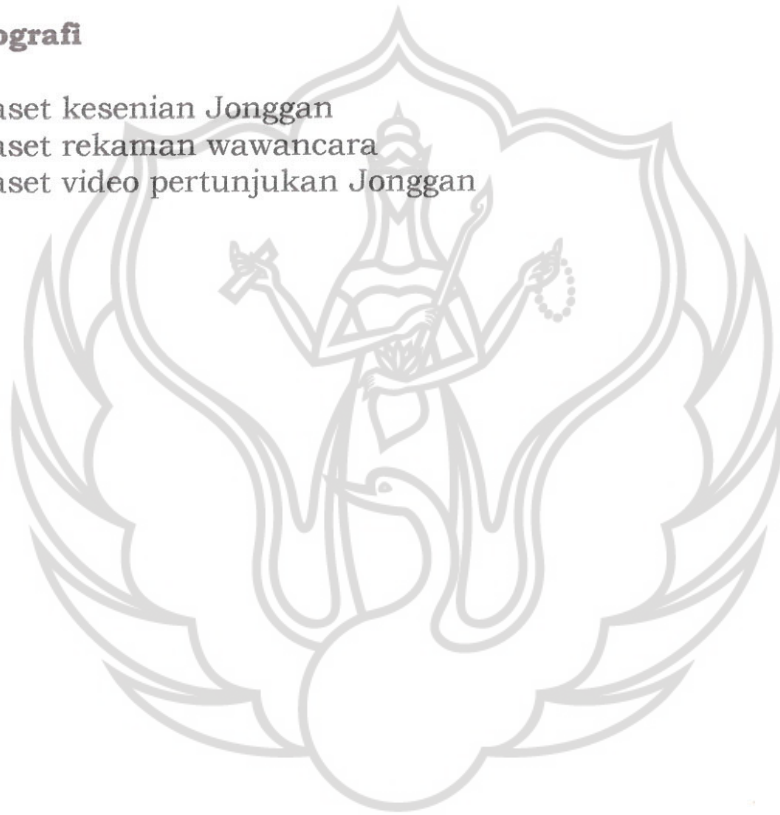 ografi
aset kesenian Jonggan
aset rekaman wawancara
aset video pertunjukan Jonggan